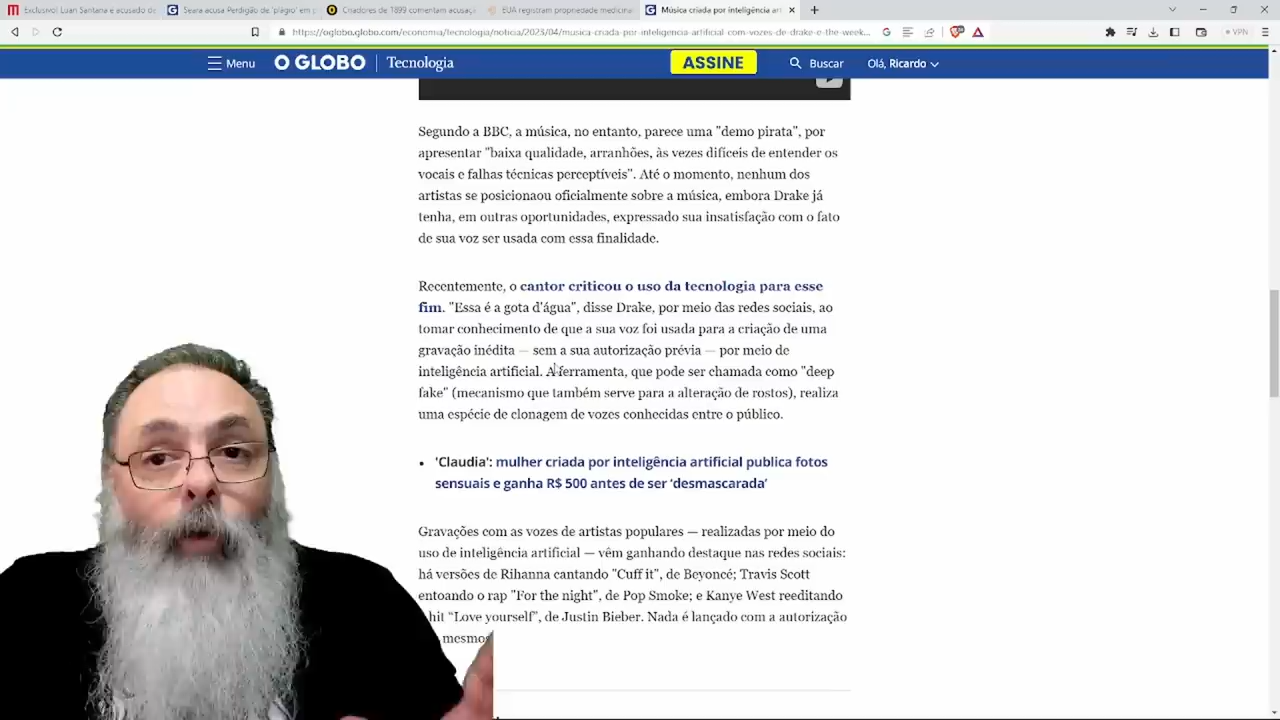 Exclusivo! Luan Santana é acusado de
Seara acusa Perdigão de 'plágio' em p
Criadores de 1899 comentam acusaç
EUA registram propriedade medicinal
Música criada por inteligência art
https://oglobo.globo.com/economia/tecnologia/noticia/2023/04/musica-criada-por-inteligencia-artificial-com-vozes-de-drake-e-the-week...
VPN
Menu
O GLOBO
Tecnologia
ASSINE
Buscar
Olá, Ricardo
Segundo a BBC, a música, no entanto, parece uma "demo pirata", por
apresentar "baixa qualidade, arranhões, às vezes difíceis de entender os
vocais e falhas técnicas perceptíveis". Até o momento, nenhum dos
artistas se posicionaou oficialmente sobre a música, embora Drake já
tenha, em outras oportunidades, expressado sua insatisfação com o fato
de sua voz ser usada com essa finalidade.
Recentemente, o cantor criticou o uso da tecnologia para esse
fim. "Essa é a gota d'água", disse Drake, por meio das redes sociais, ao
tomar conhecimento de que a sua voz foi usada para a criação de uma
gravação inédita — sem a sua autorização prévia — por meio de
inteligência artificial. A ferramenta, que pode ser chamada como "deep
fake" (mecanismo que também serve para a alteração de rostos), realiza
uma espécie de clonagem de vozes conhecidas entre o público.
• 'Claudia': mulher criada por inteligência artificial publica fotos
sensuais e ganha R$ 500 antes de ser 'desmascarada'
Gravações com as vozes de artistas populares — realizadas por meio do
uso de inteligência artificial — vêm ganhando destaque nas redes sociais:
há versões de Rihanna cantando "Cuff it", de Beyoncé; Travis Scott
entoando o rap "For the night", de Pop Smoke; e Kanye West reeditando
hit "Love yourself", de Justin Bieber. Nada é lançado com a autorização
mesmos